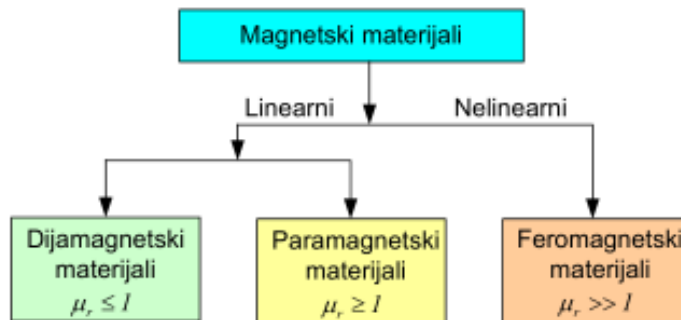 Magnetski materijali
Linearni
Nelinearni
Dijamagnetski
materijali
μr ≤ 1
Paramagnetski
materijali
μr ≥ 1
Feromagnetski
materijali
μr >> 1